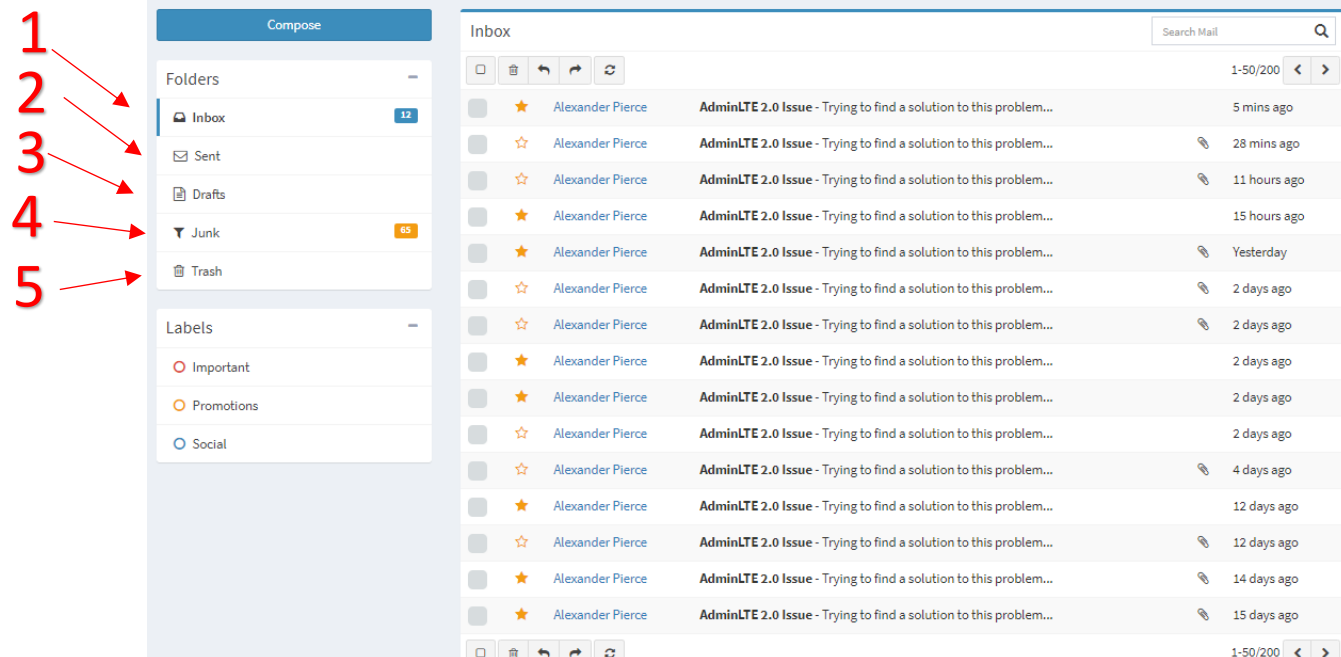 1
2
3
4
5
Compose
Folders
Inbox 12
Sent
Drafts
Junk 65
Trash
Labels
Important
Promotions
Social
Inbox
Search Mail
1-50/200
Alexander Pierce AdminLTE 2.0 Issue - Trying to find a solution to this problem... 5 mins ago
Alexander Pierce AdminLTE 2.0 Issue - Trying to find a solution to this problem... 28 mins ago
Alexander Pierce AdminLTE 2.0 Issue - Trying to find a solution to this problem... 11 hours ago
Alexander Pierce AdminLTE 2.0 Issue - Trying to find a solution to this problem... 15 hours ago
Alexander Pierce AdminLTE 2.0 Issue - Trying to find a solution to this problem... Yesterday
Alexander Pierce AdminLTE 2.0 Issue - Trying to find a solution to this problem... 2 days ago
Alexander Pierce AdminLTE 2.0 Issue - Trying to find a solution to this problem... 2 days ago
Alexander Pierce AdminLTE 2.0 Issue - Trying to find a solution to this problem... 2 days ago
Alexander Pierce AdminLTE 2.0 Issue - Trying to find a solution to this problem... 2 days ago
Alexander Pierce AdminLTE 2.0 Issue - Trying to find a solution to this problem... 2 days ago
Alexander Pierce AdminLTE 2.0 Issue - Trying to find a solution to this problem... 4 days ago
Alexander Pierce AdminLTE 2.0 Issue - Trying to find a solution to this problem... 12 days ago
Alexander Pierce AdminLTE 2.0 Issue - Trying to find a solution to this problem... 12 days ago
Alexander Pierce AdminLTE 2.0 Issue - Trying to find a solution to this problem... 14 days ago
Alexander Pierce AdminLTE 2.0 Issue - Trying to find a solution to this problem... 15 days ago
1-50/200